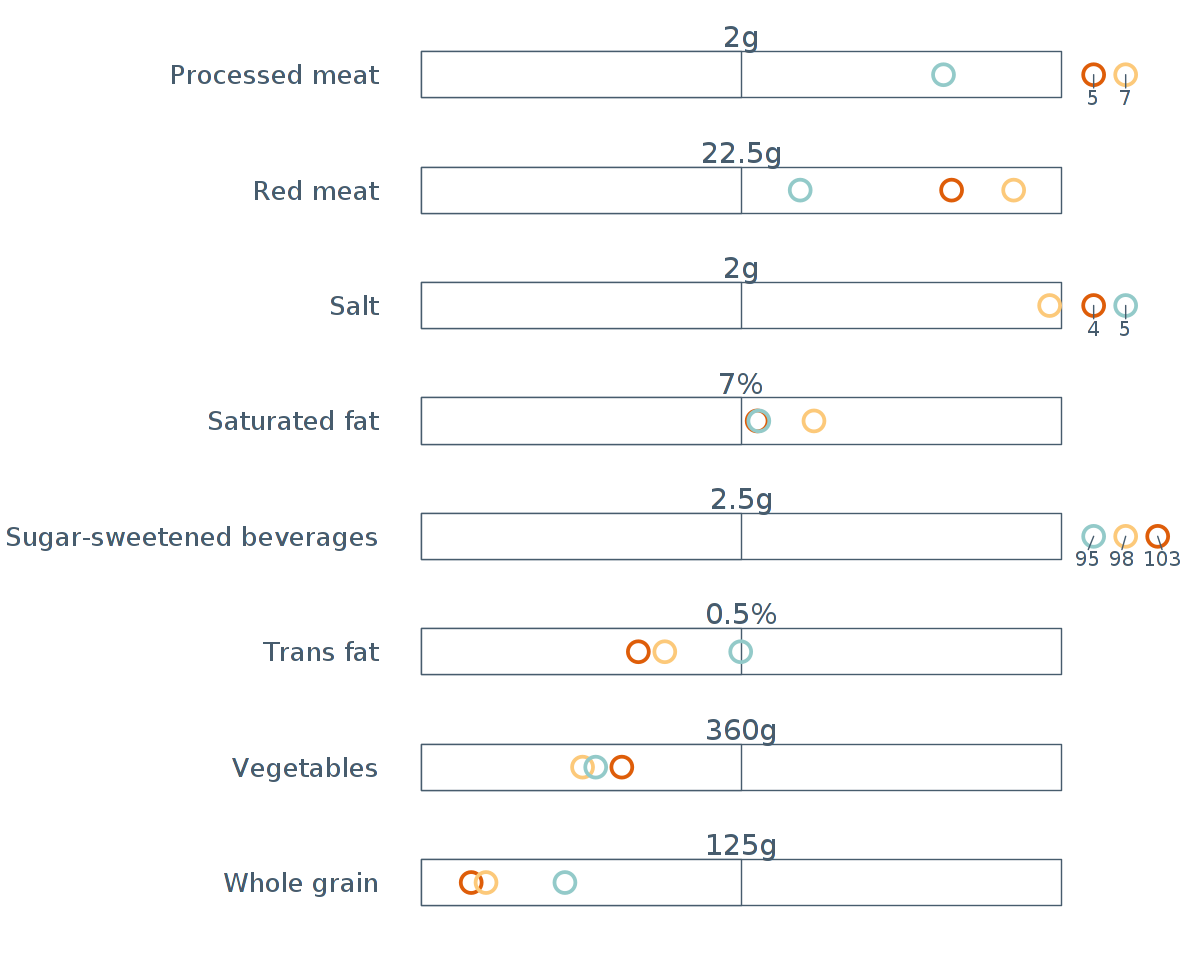 2g
Processed meat
5 7
22.5g
Red meat
2g
Salt
4 5
7%
Saturated fat
2.5g
Sugar-sweetened beverages
95 98 103
0.5%
Trans fat
360g
Vegetables
125g
Whole grain